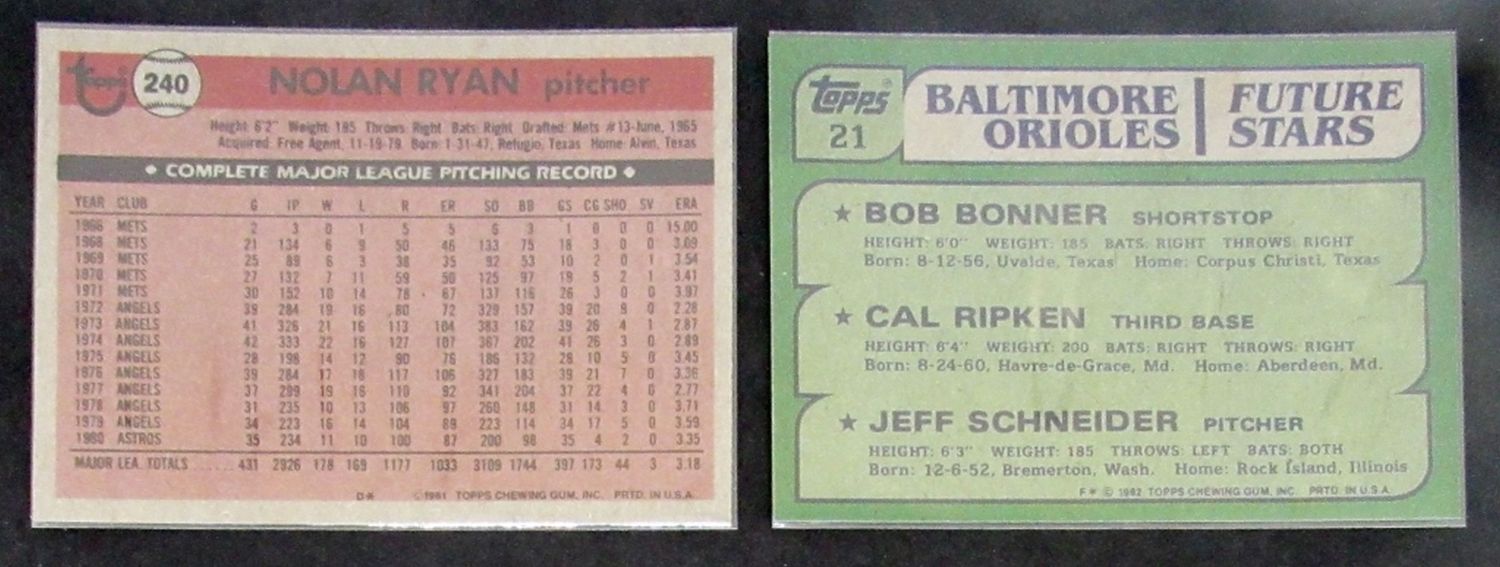 Topps
240
NOLAN RYAN pitcher
Height: 6'2" Weight: 185 Throws: Right Bats: Right Drafted: Mets #13-June, 1965
Acquired: Free Agent, 11-19-79 Born: 1-31-47, Refugio, Texas Home: Alvin, Texas
COMPLETE MAJOR LEAGUE PITCHING RECORD
YEAR CLUB G IP W L R ER SO BB GS CG SHO SV ERA
1966 METS 2 3 0 1 5 5 6 3 1 0 0 0 15.00
1968 METS 21 134 6 9 50 46 133 75 18 3 0 0 3.09
1969 METS 25 89 6 3 38 35 92 53 10 2 0 1 3.54
1970 METS 27 132 7 11 59 50 125 97 19 5 2 1 3.41
1971 METS 30 152 10 14 78 67 137 116 26 3 0 0 3.97
1972 ANGELS 39 284 19 16 80 72 329 157 39 20 9 0 2.28
1973 ANGELS 41 326 21 16 113 104 383 162 39 26 4 1 2.87
1974 ANGELS 42 333 22 16 127 107 367 202 41 26 3 0 2.89
1975 ANGELS 28 198 14 12 90 76 186 132 28 10 5 0 3.45
1976 ANGELS 39 284 17 18 117 106 327 183 39 21 7 0 3.36
1977 ANGELS 37 299 19 16 110 92 341 204 37 22 4 0 2.77
1978 ANGELS 31 235 10 13 106 97 260 148 31 14 3 0 3.71
1979 ANGELS 34 223 16 14 104 89 223 114 34 17 5 0 3.59
1980 ASTROS 35 234 11 10 100 87 200 98 35 4 2 0 3.35
MAJOR LEA. TOTALS 431 2926 178 169 1177 1033 3109 1744 397 173 44 3 3.18
D* © 1981 TOPPS CHEWING GUM, INC. PRTD. IN U.S.A.
TOPPS
21
BALTIMORE ORIOLES
FUTURE STARS
★ BOB BONNER SHORTSTOP
HEIGHT: 6'0" WEIGHT: 185 BATS: RIGHT THROWS: RIGHT
Born: 8-12-56, Uvalde, Texas Home: Corpus Christi, Texas
★ CAL RIPKEN THIRD BASE
HEIGHT: 6'4" WEIGHT: 200 BATS: RIGHT THROWS: RIGHT
Born: 8-24-60, Havre-de-Grace, Md. Home: Aberdeen, Md.
★ JEFF SCHNEIDER PITCHER
HEIGHT: 6'3" WEIGHT: 185 THROWS: LEFT BATS: BOTH
Born: 12-6-52, Bremerton, Wash. Home: Rock Island, Illinois
F* © 1982 TOPPS CHEWING GUM, INC. PRTD. IN U.S.A.